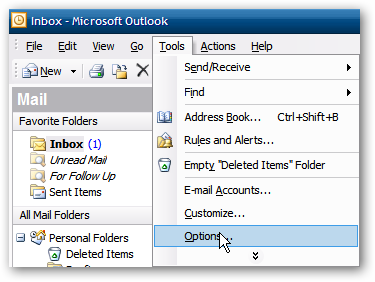 Inbox - Microsoft Outlook
File Edit View Go Tools Actions Help
New
Send/Receive
Find
Address Book... Ctrl+Shift+B
Rules and Alerts...
Empty "Deleted Items" Folder
E-mail Accounts...
Customize...
Options...
Mail
Favorite Folders
Inbox (1)
Unread Mail
For Follow Up
Sent Items
All Mail Folders
Personal Folders
Deleted Items